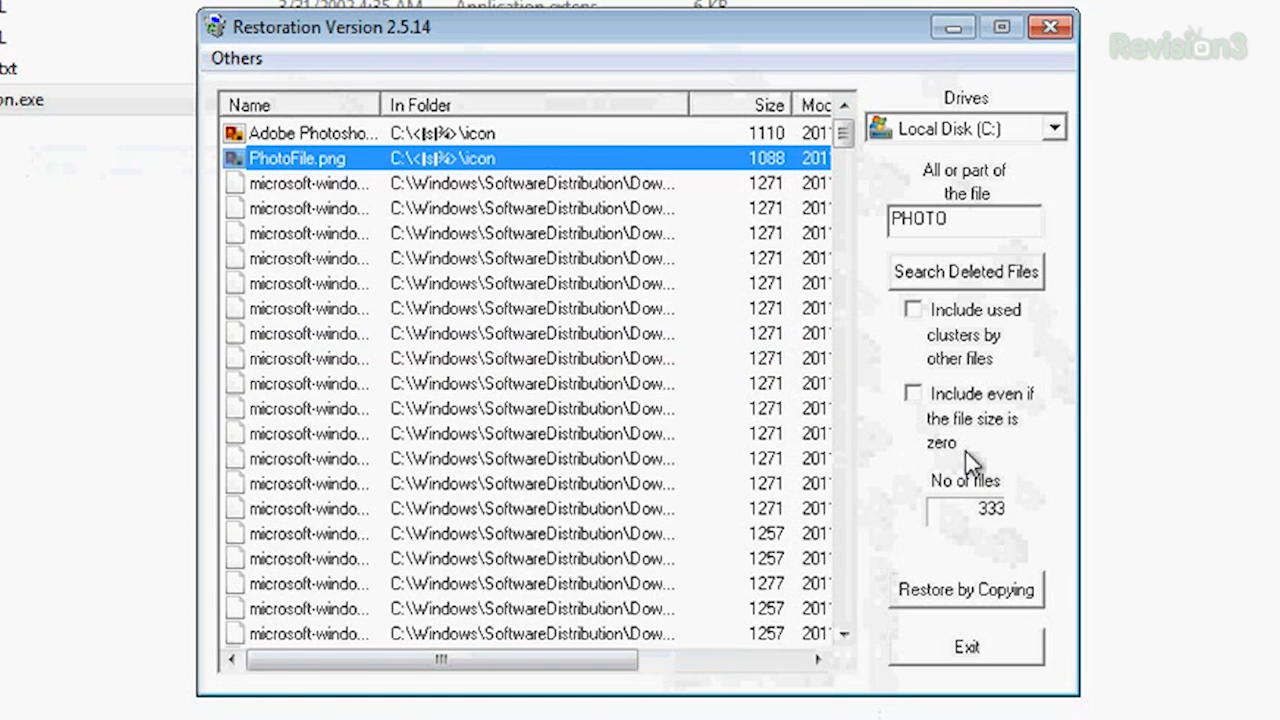 3/31/2002 4:35 AM Application extens 6 KB
L
L
txt
on.exe
Restoration Version 2.5.14
Others
Name In Folder Size Moc
Adobe Photosho... 1110 201
PhotoFile.png 1088 201
microsoft-windo... C:\Windows\SoftwareDistribution\Dow... 1271 201
microsoft-windo... C:\Windows\SoftwareDistribution\Dow... 1271 201
microsoft-windo... C:\Windows\SoftwareDistribution\Dow... 1271 201
microsoft-windo... C:\Windows\SoftwareDistribution\Dow... 1271 201
microsoft-windo... C:\Windows\SoftwareDistribution\Dow... 1271 201
microsoft-windo... C:\Windows\SoftwareDistribution\Dow... 1271 201
microsoft-windo... C:\Windows\SoftwareDistribution\Dow... 1271 201
microsoft-windo... C:\Windows\SoftwareDistribution\Dow... 1271 201
microsoft-windo... C:\Windows\SoftwareDistribution\Dow... 1271 201
microsoft-windo... C:\Windows\SoftwareDistribution\Dow... 1271 201
microsoft-windo... C:\Windows\SoftwareDistribution\Dow... 1271 201
microsoft-windo... C:\Windows\SoftwareDistribution\Dow... 1271 201
microsoft-windo... C:\Windows\SoftwareDistribution\Dow... 1271 201
microsoft-windo... C:\Windows\SoftwareDistribution\Dow... 1271 201
microsoft-windo... C:\Windows\SoftwareDistribution\Dow... 1257 201
microsoft-windo... C:\Windows\SoftwareDistribution\Dow... 1257 201
microsoft-windo... C:\Windows\SoftwareDistribution\Dow... 1277 201
microsoft-windo... C:\Windows\SoftwareDistribution\Dow... 1257 201
microsoft-windo... C:\Windows\SoftwareDistribution\Dow... 1257 201
Drives
Local Disk (C:)
All or part of
the file
PHOTO
Search Deleted Files
Include used
clusters by
other files
Include even if
the file size is
zero
No of files
333
Restore by Copying
Exit
Revision3